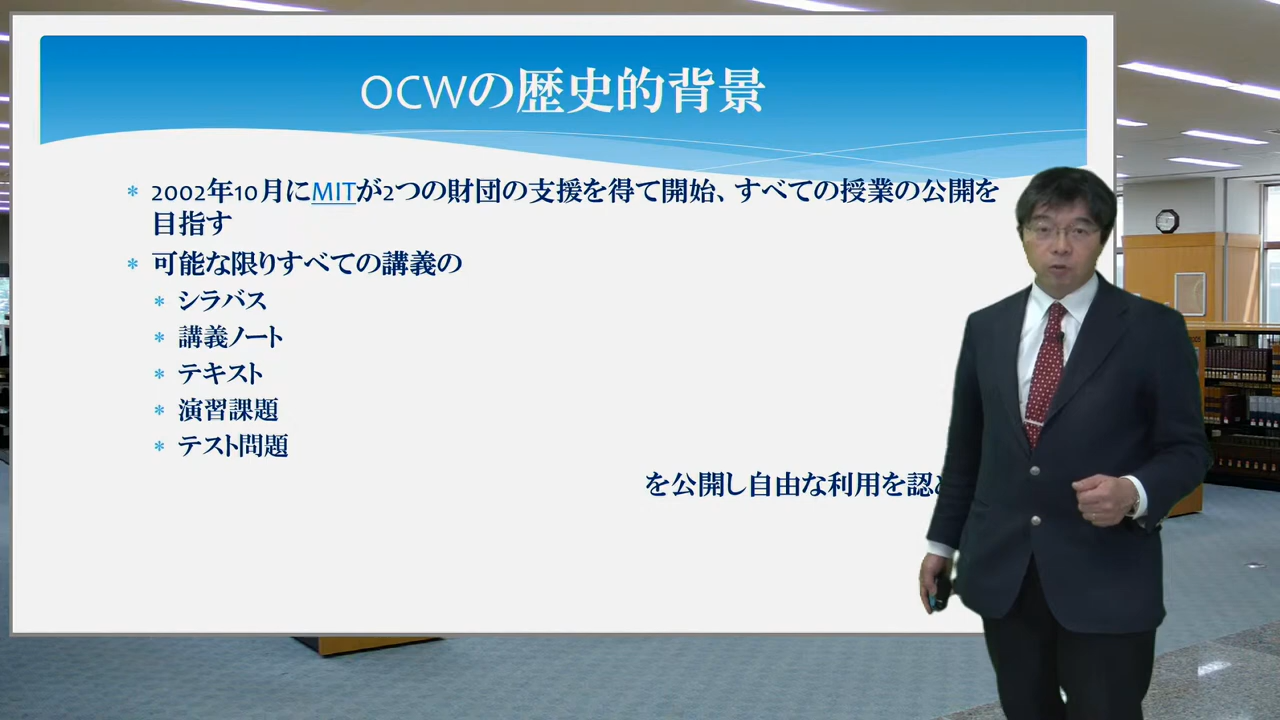 OCWの歴史的背景
2002年10月にMITが2つの財団の支援を得て開始、すべての授業の公開を
目指す
可能な限りすべての講義の
シラバス
講義ノート
テキスト
演習課題
テスト問題
を公開し自由な利用を認め